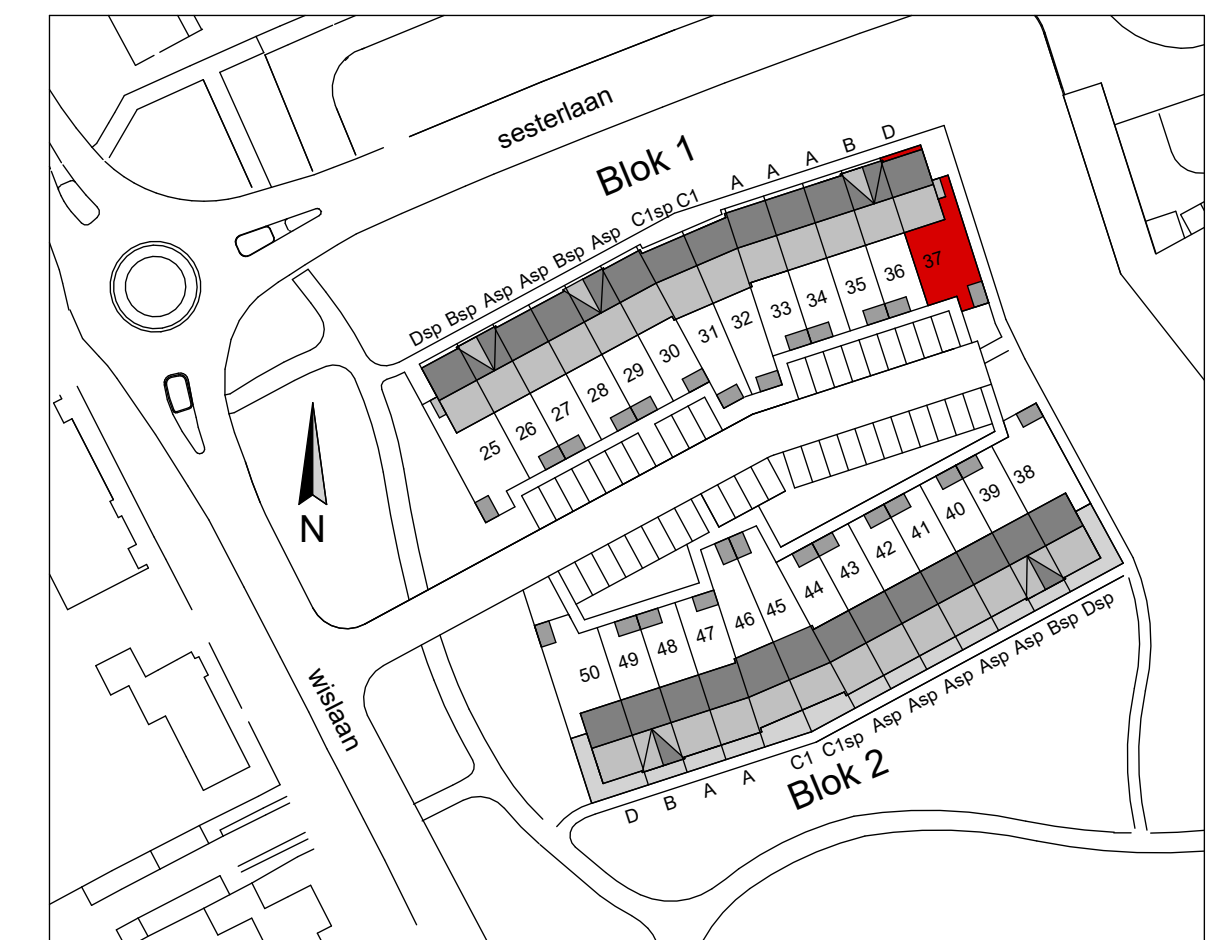 sesterlaan
Blok 1
Dsp Bsp Asp Asp Bsp Asp C1sp C1 A A A B D
25 26 27 28 29 30 31 32 33 34 35 36 37
N
wislaan
38 39 40 41 42 43 44 45 46 47 48 49 50
D B A A C1 C1sp Asp Asp Asp Asp Asp Bsp Dsp
Blok 2